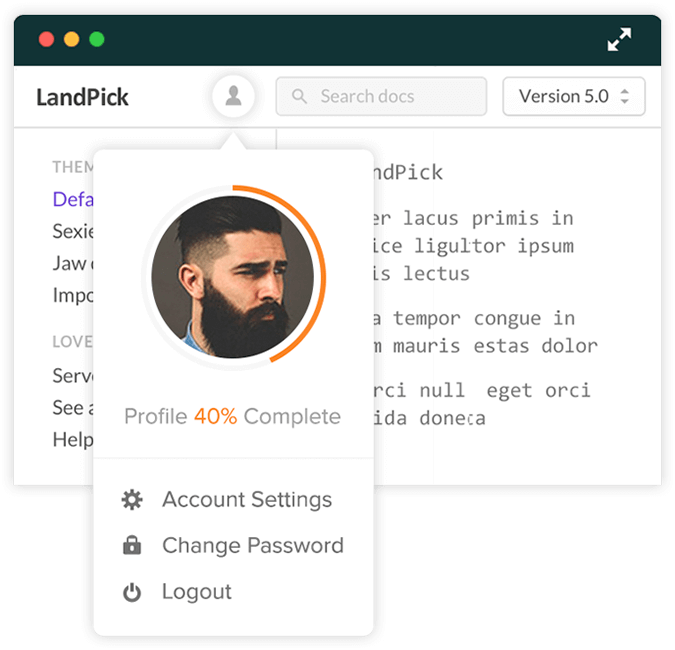 LandPick
Search docs
Version 5.0
THEM
Defa
Sexie
Jaw
Impo
LOVE
Serv
See a
Help
ndPick
er lacus primis in
ice ligultor ipsum
is lectus
a tempor congue in
m mauris estas dolor
rci null eget orci
ida doneca
Profile 40% Complete
Account Settings
Change Password
Logout